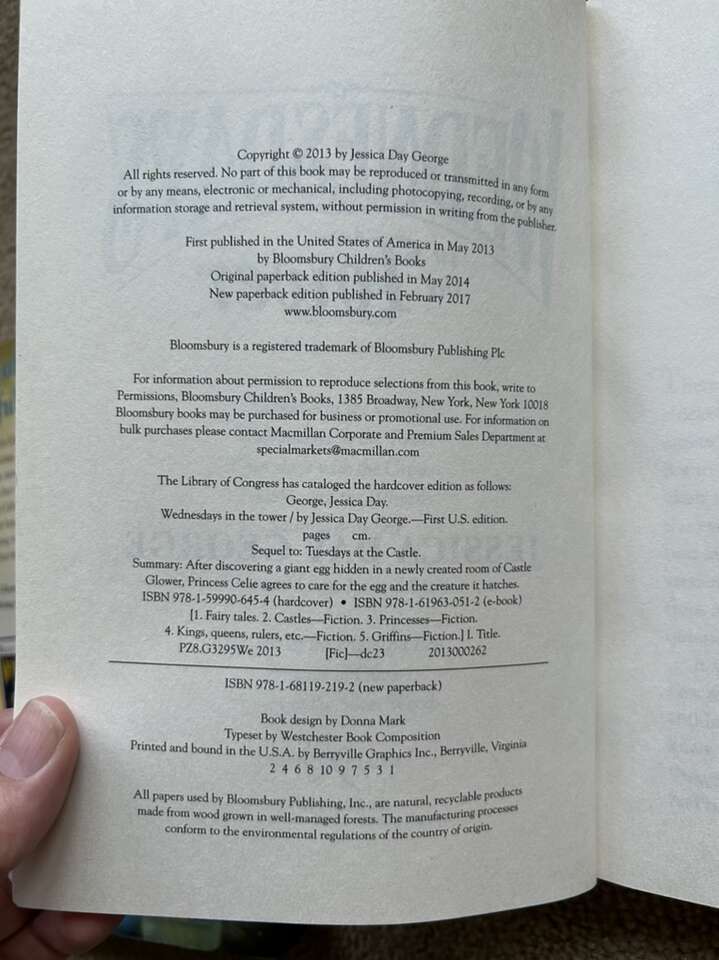 Copyright © 2013 by Jessica Day George
All rights reserved. No part of this book may be reproduced or transmitted in any form
or by any means, electronic or mechanical, including photocopying, recording, or by any
information storage and retrieval system, without permission in writing from the publisher.
First published in the United States of America in May 2013
by Bloomsbury Children's Books
Original paperback edition published in May 2014
New paperback edition published in February 2017
www.bloomsbury.com
Bloomsbury is a registered trademark of Bloomsbury Publishing Plc
For information about permission to reproduce selections from this book, write to
Permissions, Bloomsbury Children's Books, 1385 Broadway, New York, New York 10018
Bloomsbury books may be purchased for business or promotional use. For information on
bulk purchases please contact Macmillan Corporate and Premium Sales Department at
specialmarkets@macmillan.com
The Library of Congress has cataloged the hardcover edition as follows:
George, Jessica Day.
Wednesdays in the tower / by Jessica Day George.—First U.S. edition.
pages cm.
Sequel to: Tuesdays at the Castle.
Summary: After discovering a giant egg hidden in a newly created room of Castle
Glower, Princess Celie agrees to care for the egg and the creature it hatches.
ISBN 978-1-59990-645-4 (hardcover) • ISBN 978-1-61963-051-2 (e-book)
[1. Fairy tales. 2. Castles—Fiction. 3. Princesses—Fiction.
4. Kings, queens, rulers, etc.—Fiction. 5. Griffins—Fiction.] I. Title.
PZ8.G3295We 2013 [Fic]—dc23 2013000262
ISBN 978-1-68119-219-2 (new paperback)
Book design by Donna Mark
Typeset by Westchester Book Composition
Printed and bound in the U.S.A. by Berryville Graphics Inc., Berryville, Virginia
2 4 6 8 10 9 7 5 3 1
All papers used by Bloomsbury Publishing, Inc., are natural, recyclable products
made from wood grown in well-managed forests. The manufacturing processes
conform to the environmental regulations of the country of origin.